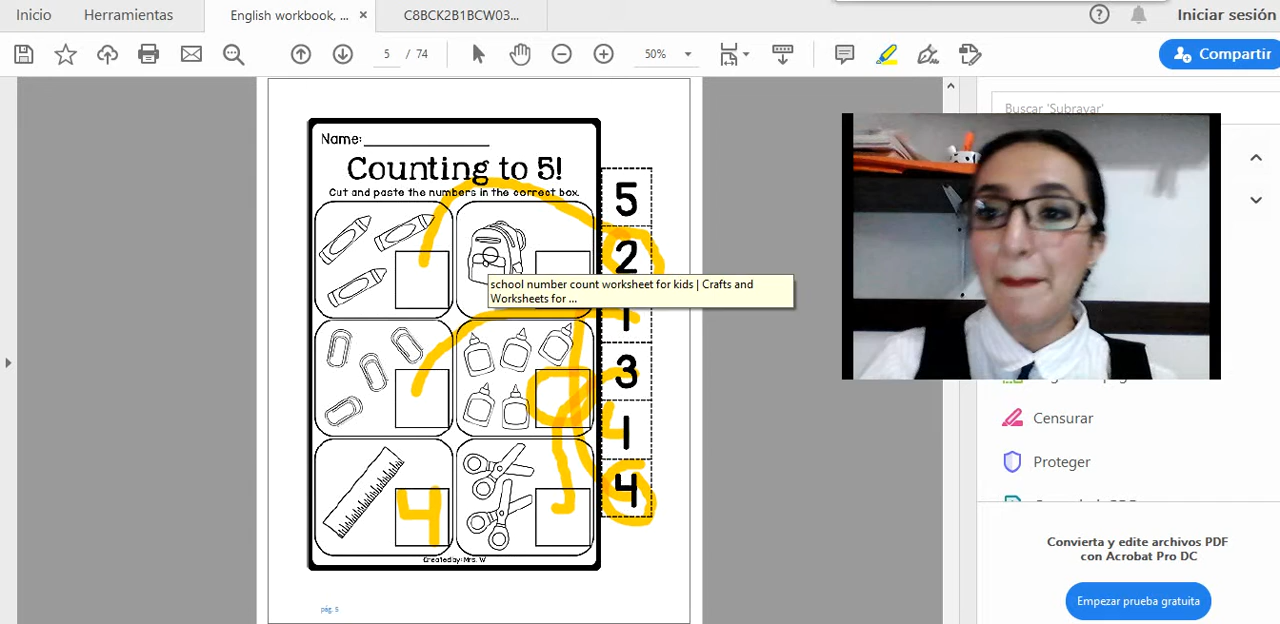 Inicio Herramientas English workbook, ... × C8BCK2B1BCW03... Iniciar sesión
5 / 74 50% Compartir
Buscar 'Subrayar'
Name:
Counting to 5!
Cut and paste the numbers in the correct box.
5
2
school number count worksheet for kids | Crafts and
Worksheets for ...
1
3
4
1
4
4
Created by: Mrs. W
pág. 5
Censurar
Proteger
Convierta y edite archivos PDF
con Acrobat Pro DC
Empezar prueba gratuita